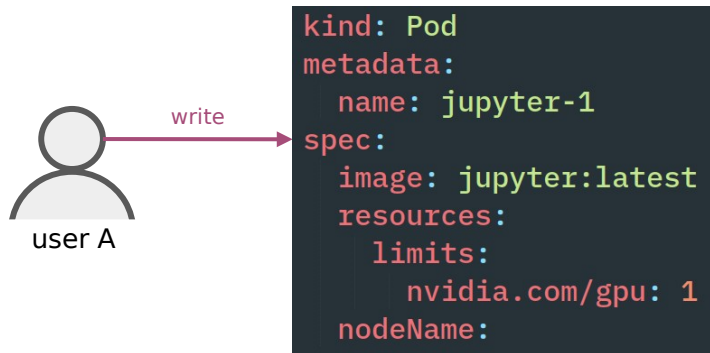 write
user A
kind: Pod
metadata:
  name: jupyter-1
spec:
  image: jupyter:latest
  resources:
    limits:
      nvidia.com/gpu: 1
  nodeName: